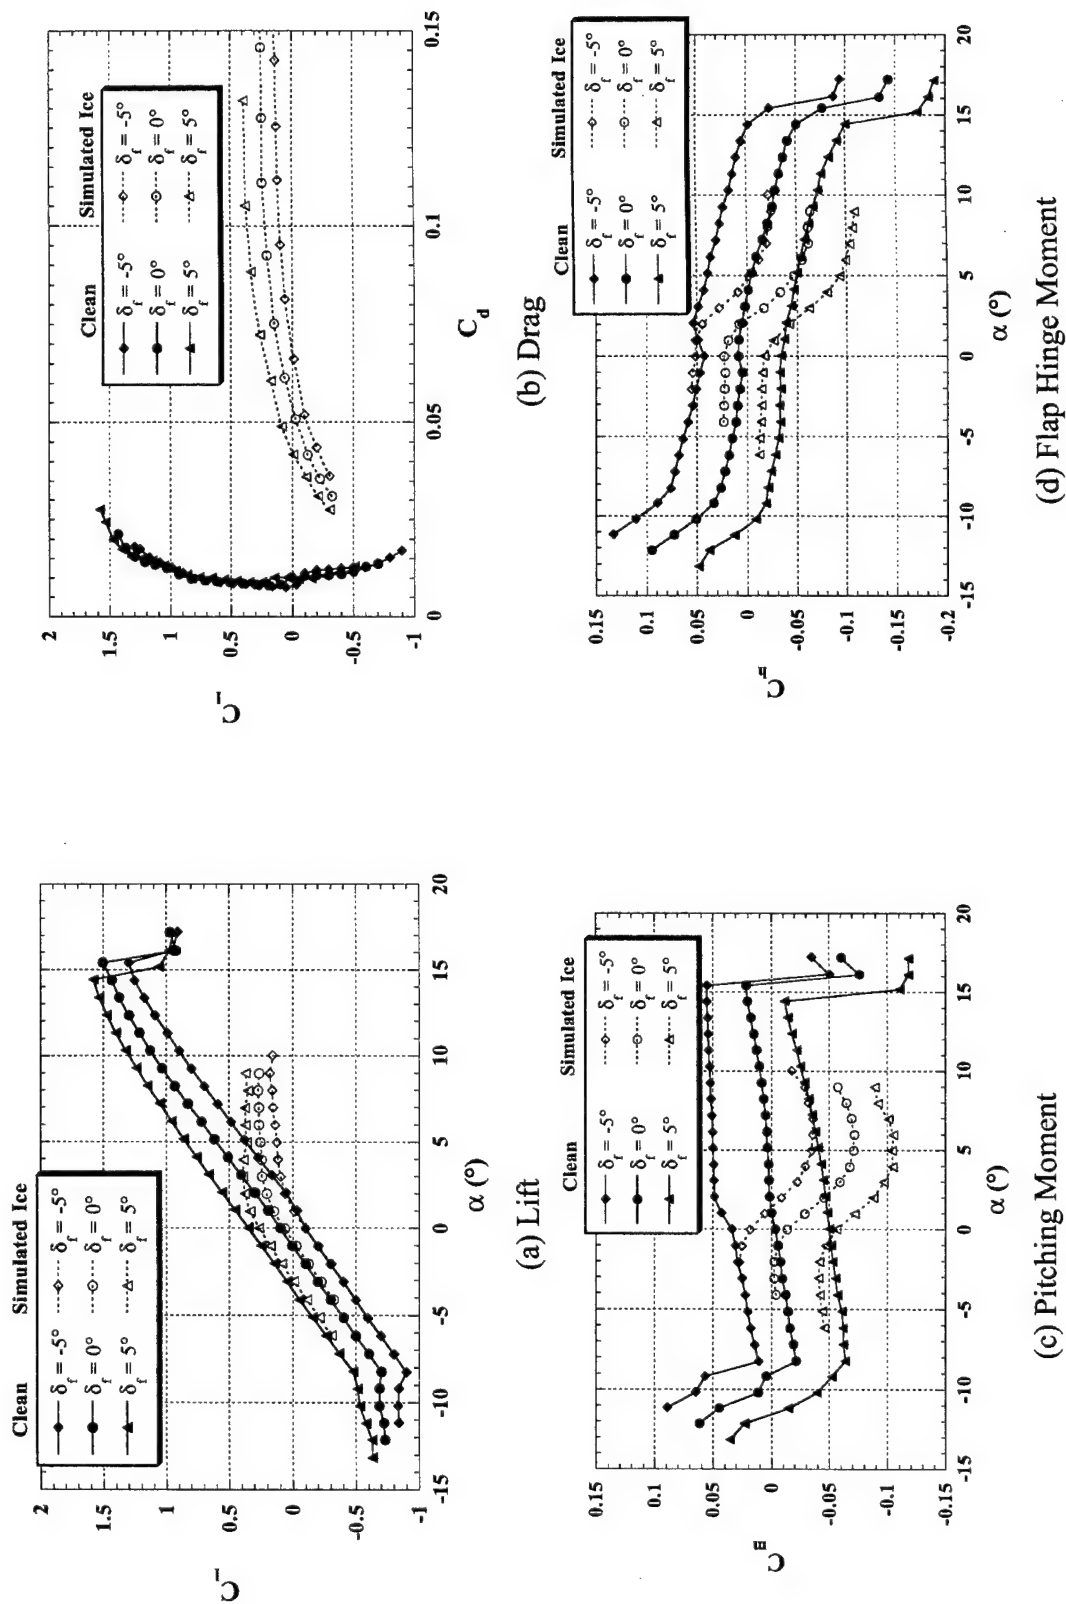 Clean Simulated Ice
δf = -5° δf = -5°
δf = 0° δf = 0°
δf = 5° δf = 5°
2
1.5
1
0.5
0
-0.5
-1
Cl
-15 -10 -5 0 5 10 15 20
α (°)
(a) Lift
Clean Simulated Ice
δf = -5° δf = -5°
δf = 0° δf = 0°
δf = 5° δf = 5°
2
1.5
1
0.5
0
-0.5
-1
Cl
0 0.05 0.1 0.15
Cd
(b) Drag
Clean Simulated Ice
δf = -5° δf = -5°
δf = 0° δf = 0°
δf = 5° δf = 5°
0.15
0.1
0.05
0
-0.05
-0.1
-0.15
Cm
-15 -10 -5 0 5 10 15 20
α (°)
(c) Pitching Moment
Clean Simulated Ice
δf = -5° δf = -5°
δf = 0° δf = 0°
δf = 5° δf = 5°
0.15
0.1
0.05
0
-0.05
-0.1
-0.15
-0.2
Ch
-15 -10 -5 0 5 10 15 20
α (°)
(d) Flap Hinge Moment